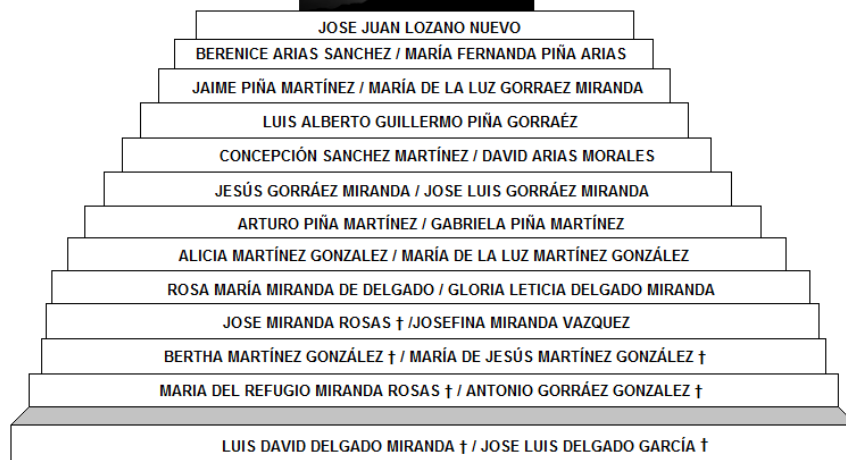 JOSE JUAN LOZANO NUEVO
BERENICE ARIAS SANCHEZ / MARÍA FERNANDA PIÑA ARIAS
JAIME PIÑA MARTÍNEZ / MARÍA DE LA LUZ GORRAEZ MIRANDA
LUIS ALBERTO GUILLERMO PIÑA GORRAÉZ
CONCEPCIÓN SANCHEZ MARTÍNEZ / DAVID ARIAS MORALES
JESÚS GORRÁEZ MIRANDA / JOSE LUIS GORRÁEZ MIRANDA
ARTURO PIÑA MARTÍNEZ / GABRIELA PIÑA MARTÍNEZ
ALICIA MARTÍNEZ GONZALEZ / MARÍA DE LA LUZ MARTÍNEZ GONZÁLEZ
ROSA MARÍA MIRANDA DE DELGADO / GLORIA LETICIA DELGADO MIRANDA
JOSE MIRANDA ROSAS † /JOSEFINA MIRANDA VAZQUEZ
BERTHA MARTÍNEZ GONZÁLEZ † / MARÍA DE JESÚS MARTÍNEZ GONZÁLEZ †
MARIA DEL REFUGIO MIRANDA ROSAS † / ANTONIO GORRÁEZ GONZALEZ †
LUIS DAVID DELGADO MIRANDA † / JOSE LUIS DELGADO GARCÍA †